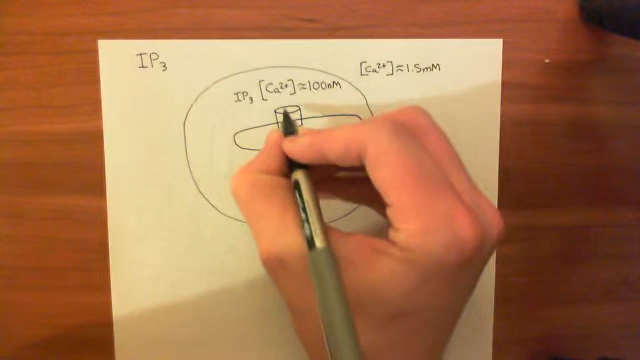 IP₃
[Ca²⁺]≈1.5mM
IP₃ [Ca²⁺]≈100nM